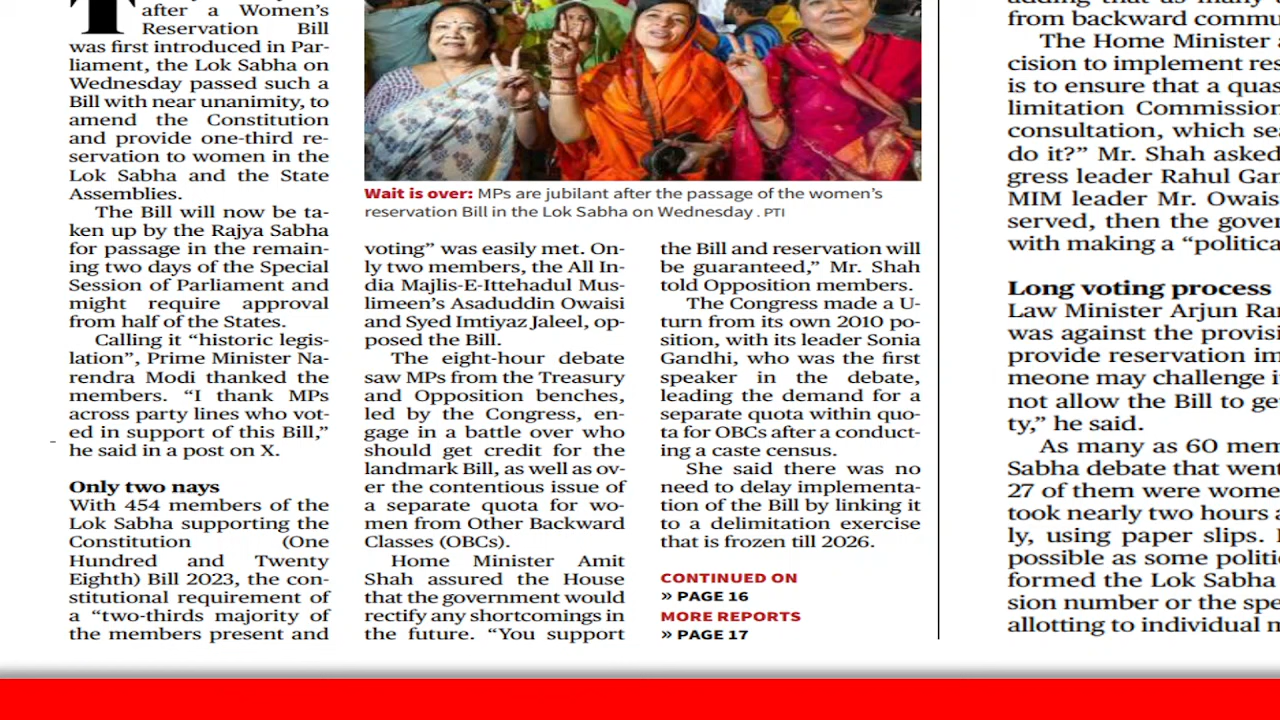 T
after a Women's
Reservation Bill
was first introduced in Par-
liament, the Lok Sabha on
Wednesday passed such a
Bill with near unanimity, to
amend the Constitution
and provide one-third re-
servation to women in the
Lok Sabha and the State
Assemblies.
The Bill will now be ta-
ken up by the Rajya Sabha
for passage in the remain-
ing two days of the Special
Session of Parliament and
might require approval
from half of the States.
Calling it “historic legis-
lation”, Prime Minister Na-
rendra Modi thanked the
members. “I thank MPs
across party lines who vot-
ed in support of this Bill,”
he said in a post on X.
Only two nays
With 454 members of the
Lok Sabha supporting the
Constitution (One
Hundred and Twenty
Eighth) Bill 2023, the con-
stitutional requirement of
a “two-thirds majority of
the members present and
Wait is over: MPs are jubilant after the passage of the women’s
reservation Bill in the Lok Sabha on Wednesday . PTI
voting” was easily met. On-
ly two members, the All In-
dia Majlis-E-Ittehadul Mus-
limeen’s Asaduddin Owaisi
and Syed Imtiyaz Jaleel, op-
posed the Bill.
The eight-hour debate
saw MPs from the Treasury
and Opposition benches,
led by the Congress, en-
gage in a battle over who
should get credit for the
landmark Bill, as well as ov-
er the contentious issue of
a separate quota for wo-
men from Other Backward
Classes (OBCs).
Home Minister Amit
Shah assured the House
that the government would
rectify any shortcomings in
the future. “You support
the Bill and reservation will
be guaranteed,” Mr. Shah
told Opposition members.
The Congress made a U-
turn from its own 2010 po-
sition, with its leader Sonia
Gandhi, who was the first
speaker in the debate,
leading the demand for a
separate quota within quo-
ta for OBCs after a conduct-
ing a caste census.
She said there was no
need to delay implementa-
tion of the Bill by linking it
to a delimitation exercise
that is frozen till 2026.
CONTINUED ON
» PAGE 16
MORE REPORTS
» PAGE 17
from backward commu
The Home Minister a
cision to implement res
is to ensure that a quas
limitation Commission
consultation, which sea
do it?” Mr. Shah asked
gress leader Rahul Gan
MIM leader Mr. Owais
served, then the gover
with making a “politica
Long voting process
Law Minister Arjun Ra
was against the provisi
provide reservation im
meone may challenge i
not allow the Bill to ge
ty,” he said.
As many as 60 mem
Sabha debate that went
27 of them were wome
took nearly two hours a
ly, using paper slips.
possible as some politi
formed the Lok Sabha
sion number or the spe
allotting to individual m